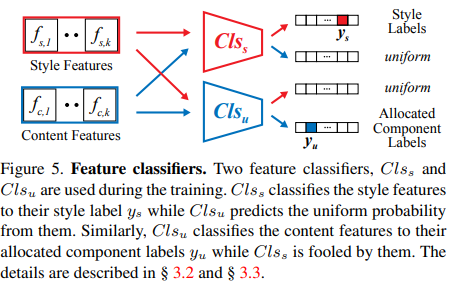 f_{s,1} ·· f_{s,k}
Style Features
f_{c,1} ·· f_{c,k}
Content Features
Cls_s
Cls_u
...
y_s
Style
Labels
...
uniform
...
uniform
...
y_u
Allocated
Component
Labels
Figure 5. Feature classifiers. Two feature classifiers, Cls_s and
Cls_u are used during the training. Cls_s classifies the style features
to their style label y_s while Cls_u predicts the uniform probability
from them. Similarly, Cls_u classifies the content features to their
allocated component labels y_u while Cls_s is fooled by them. The
details are described in § 3.2 and § 3.3.